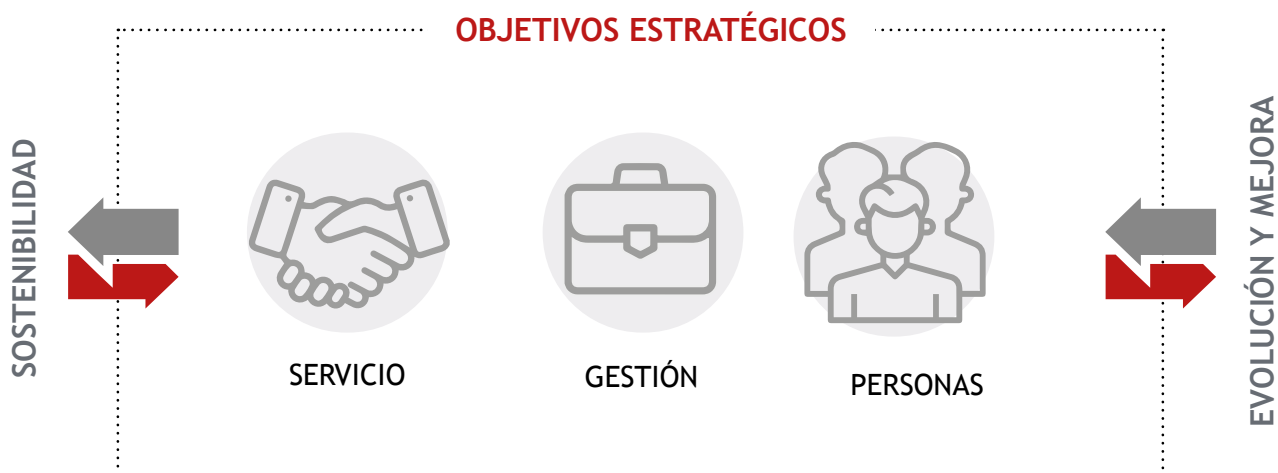 OBJETIVOS ESTRATÉGICOS
SOSTENIBILIDAD
EVOLUCIÓN Y MEJORA
SERVICIO
GESTIÓN
PERSONAS